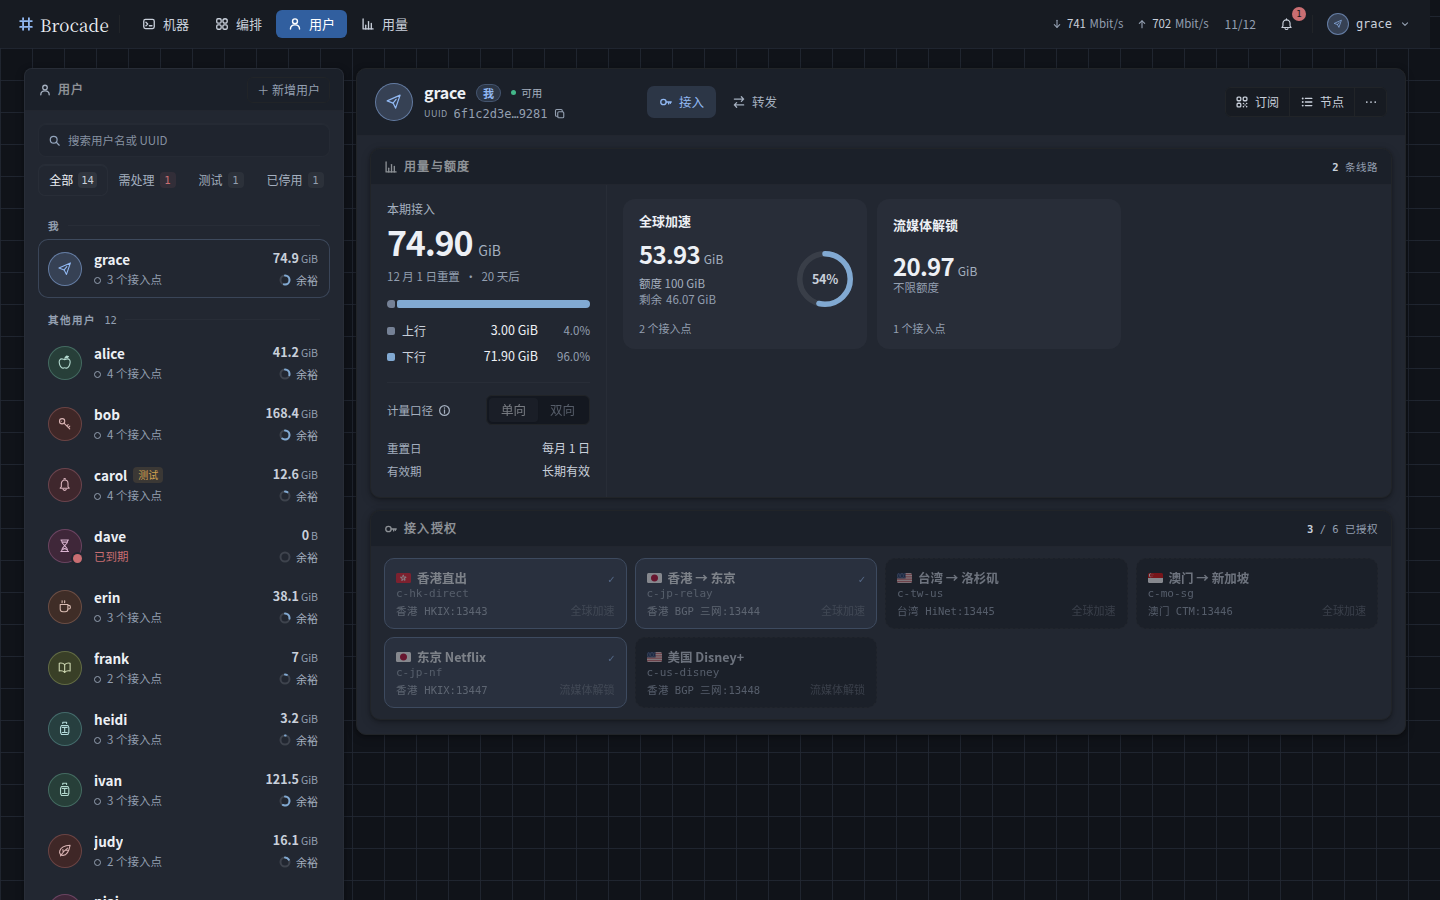 Brocade
机器
编排
用户
用量
741 Mbit/s
702 Mbit/s
11/12
1
grace
用户
新增用户
搜索用户名或 UUID
全部 14
需处理 1
测试 1
已停用 1
我
grace
74.9 GiB
3 个接入点
余裕
其他用户 12
alice
41.2 GiB
4 个接入点
余裕
bob
168.4 GiB
4 个接入点
余裕
carol 测试
12.6 GiB
4 个接入点
余裕
dave
0 B
已到期
余裕
erin
38.1 GiB
3 个接入点
余裕
frank
7 GiB
2 个接入点
余裕
heidi
3.2 GiB
3 个接入点
余裕
ivan
121.5 GiB
3 个接入点
余裕
judy
16.1 GiB
2 个接入点
余裕
grace 我 可用
UUID 6f1c2d3e…9281
接入
转发
订阅
节点
用量与额度
2 条线路
本期接入
74.90 GiB
12 月 1 日重置 • 20 天后
上行 3.00 GiB 4.0%
下行 71.90 GiB 96.0%
计量口径
单向 双向
重置日 每月 1 日
有效期 长期有效
全球加速
53.93 GiB
额度 100 GiB
剩余 46.07 GiB
54%
2 个接入点
流媒体解锁
20.97 GiB
不限额度
1 个接入点
接入授权
3 / 6 已授权
香港直出 ✓
c-hk-direct
香港 HKIX:13443 全球加速
香港 → 东京 ✓
c-jp-relay
香港 BGP 三网:13444 全球加速
台湾 → 洛杉矶
c-tw-us
台湾 HiNet:13445 全球加速
澳门 → 新加坡
c-mo-sg
澳门 CTM:13446 全球加速
东京 Netflix ✓
c-jp-nf
香港 HKIX:13447 流媒体解锁
美国 Disney+
c-us-disney
香港 BGP 三网:13448 流媒体解锁